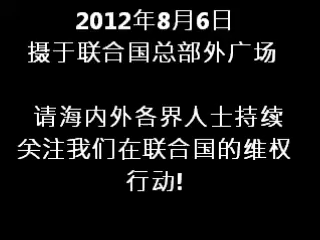 2012年8月6日
摄于联合国总部外广场
请海内外各界人士持续
关注我们在联合国的维权
行动!